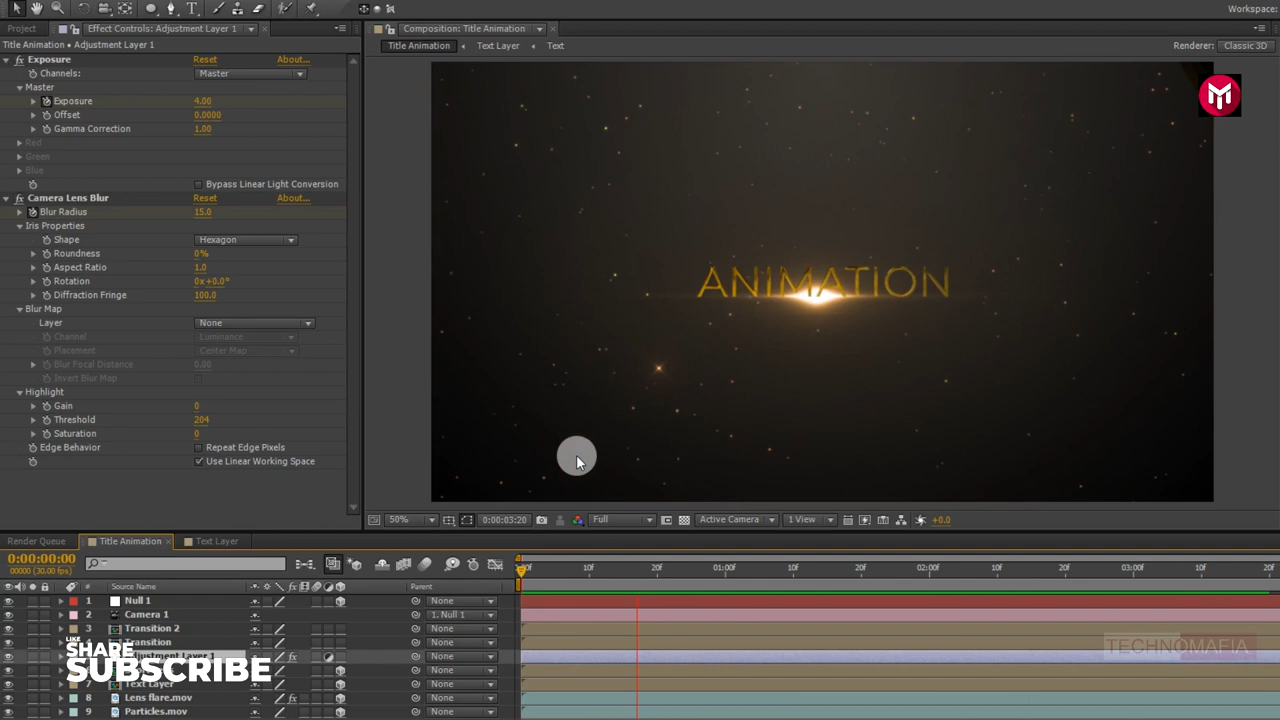 Workspace:
Project
Effect Controls: Adjustment Layer 1
Composition: Title Animation
Title Animation • Adjustment Layer 1
Title Animation
Text Layer
Text
Renderer:
Classic 3D
fx Exposure Reset About...
Channels: Master
Master
Exposure 4.00
Offset 0.0000
Gamma Correction 1.00
Red
Green
Blue
Bypass Linear Light Conversion
fx Camera Lens Blur Reset About...
Blur Radius 15.0
Iris Properties
Shape Hexagon
Roundness 0%
Aspect Ratio 1.0
Rotation 0x+0.0°
Diffraction Fringe 100.0
Blur Map
Layer None
Channel Luminance
Placement Center Map
Blur Focal Distance 0.00
Invert Blur Map
Highlight
Gain 0
Threshold 204
Saturation 0
Edge Behavior Repeat Edge Pixels
Use Linear Working Space
ANIMATION
50% 0:00:03:20 Full Active Camera 1 View +0.0
Render Queue Title Animation Text Layer
0:00:00:00
00000 (30.00 fps)
10f 20f 01:00f 10f 20f 02:00f 10f 20f 03:00f 10f 20f
# Source Name fx Parent
1 Null 1 None
2 Camera 1 1. Null 1
3 Transition 2 None
Transition None
Adjustment Layer 1 fx None
None
7 Text Layer None
8 Lens flare.mov fx None
9 Particles.mov None
LIKE
SHARE
SUBSCRIBE
TECHNOMAFIA